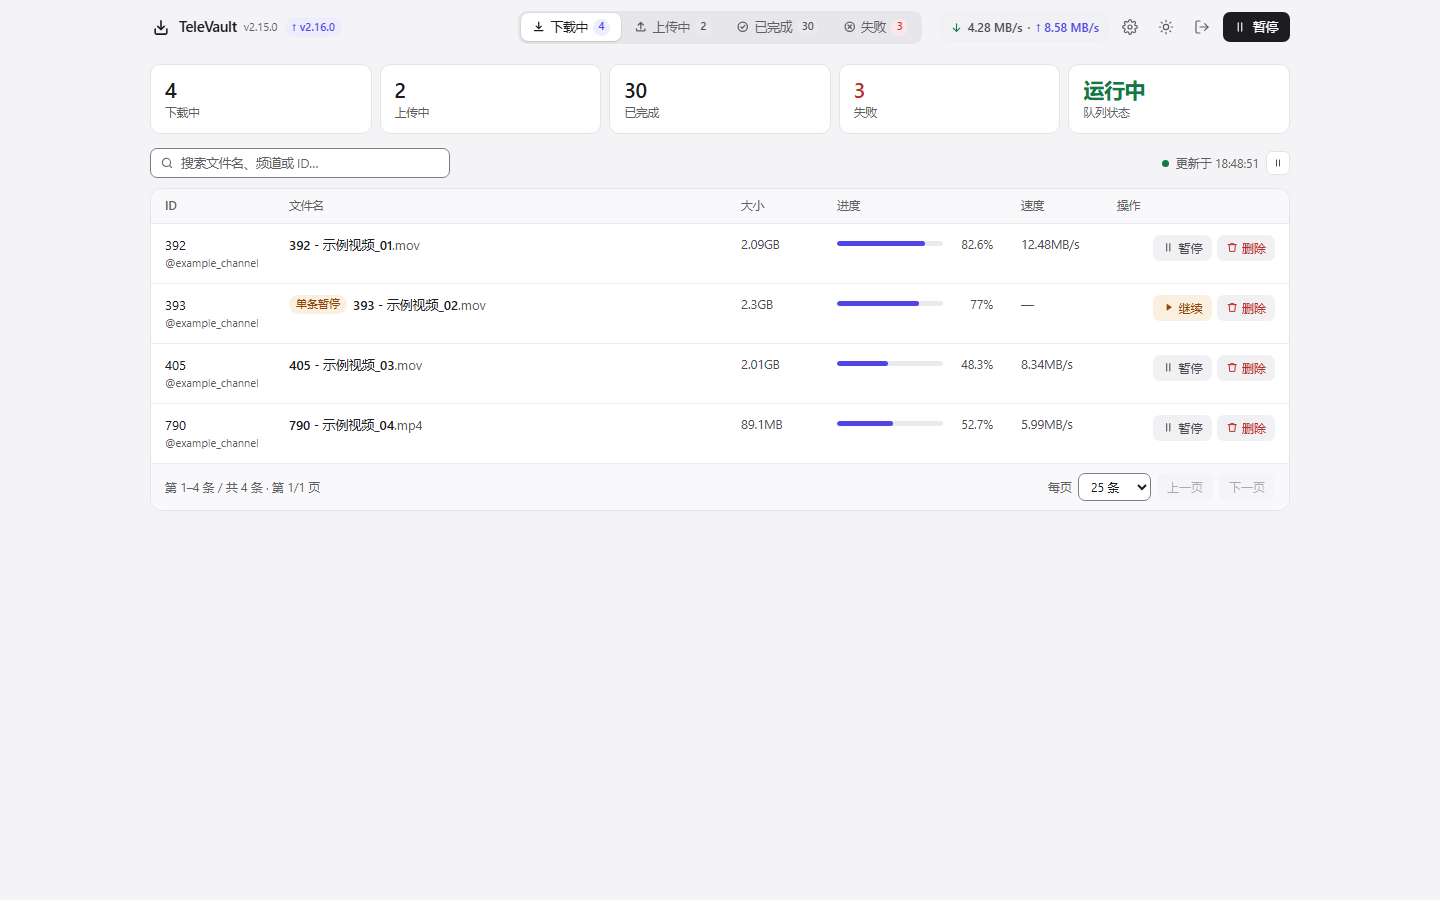 TeleVault v2.15.0 ↑ v2.16.0 下载中 4 上传中 2 已完成 30 失败 3 ↓ 4.28 MB/s · ↑ 8.58 MB/s 暂停
4 2 30 3 运行中
下载中 上传中 已完成 失败 队列状态
搜索文件名、频道或 ID... 更新于 18:48:51
ID 文件名 大小 进度 速度 操作
392 392 - 示例视频_01.mov 2.09GB 82.6% 12.48MB/s 暂停 删除
@example_channel
393 单条暂停 393 - 示例视频_02.mov 2.3GB 77% — 继续 删除
@example_channel
405 405 - 示例视频_03.mov 2.01GB 48.3% 8.34MB/s 暂停 删除
@example_channel
790 790 - 示例视频_04.mp4 89.1MB 52.7% 5.99MB/s 暂停 删除
@example_channel
第 1–4 条 / 共 4 条 · 第 1/1 页 每页 25 条 上一页 下一页